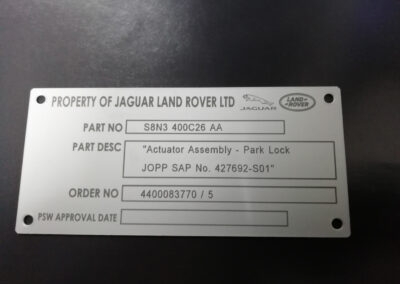 PROPERTY OF JAGUAR LAND ROVER LTD JAGUAR LAND ROVER
PART NO S8N3 400C26 AA
PART DESC "Actuator Assembly - Park Lock
JOPP SAP No. 427692-S01"
ORDER NO 4400083770 / 5
PSW APPROVAL DATE